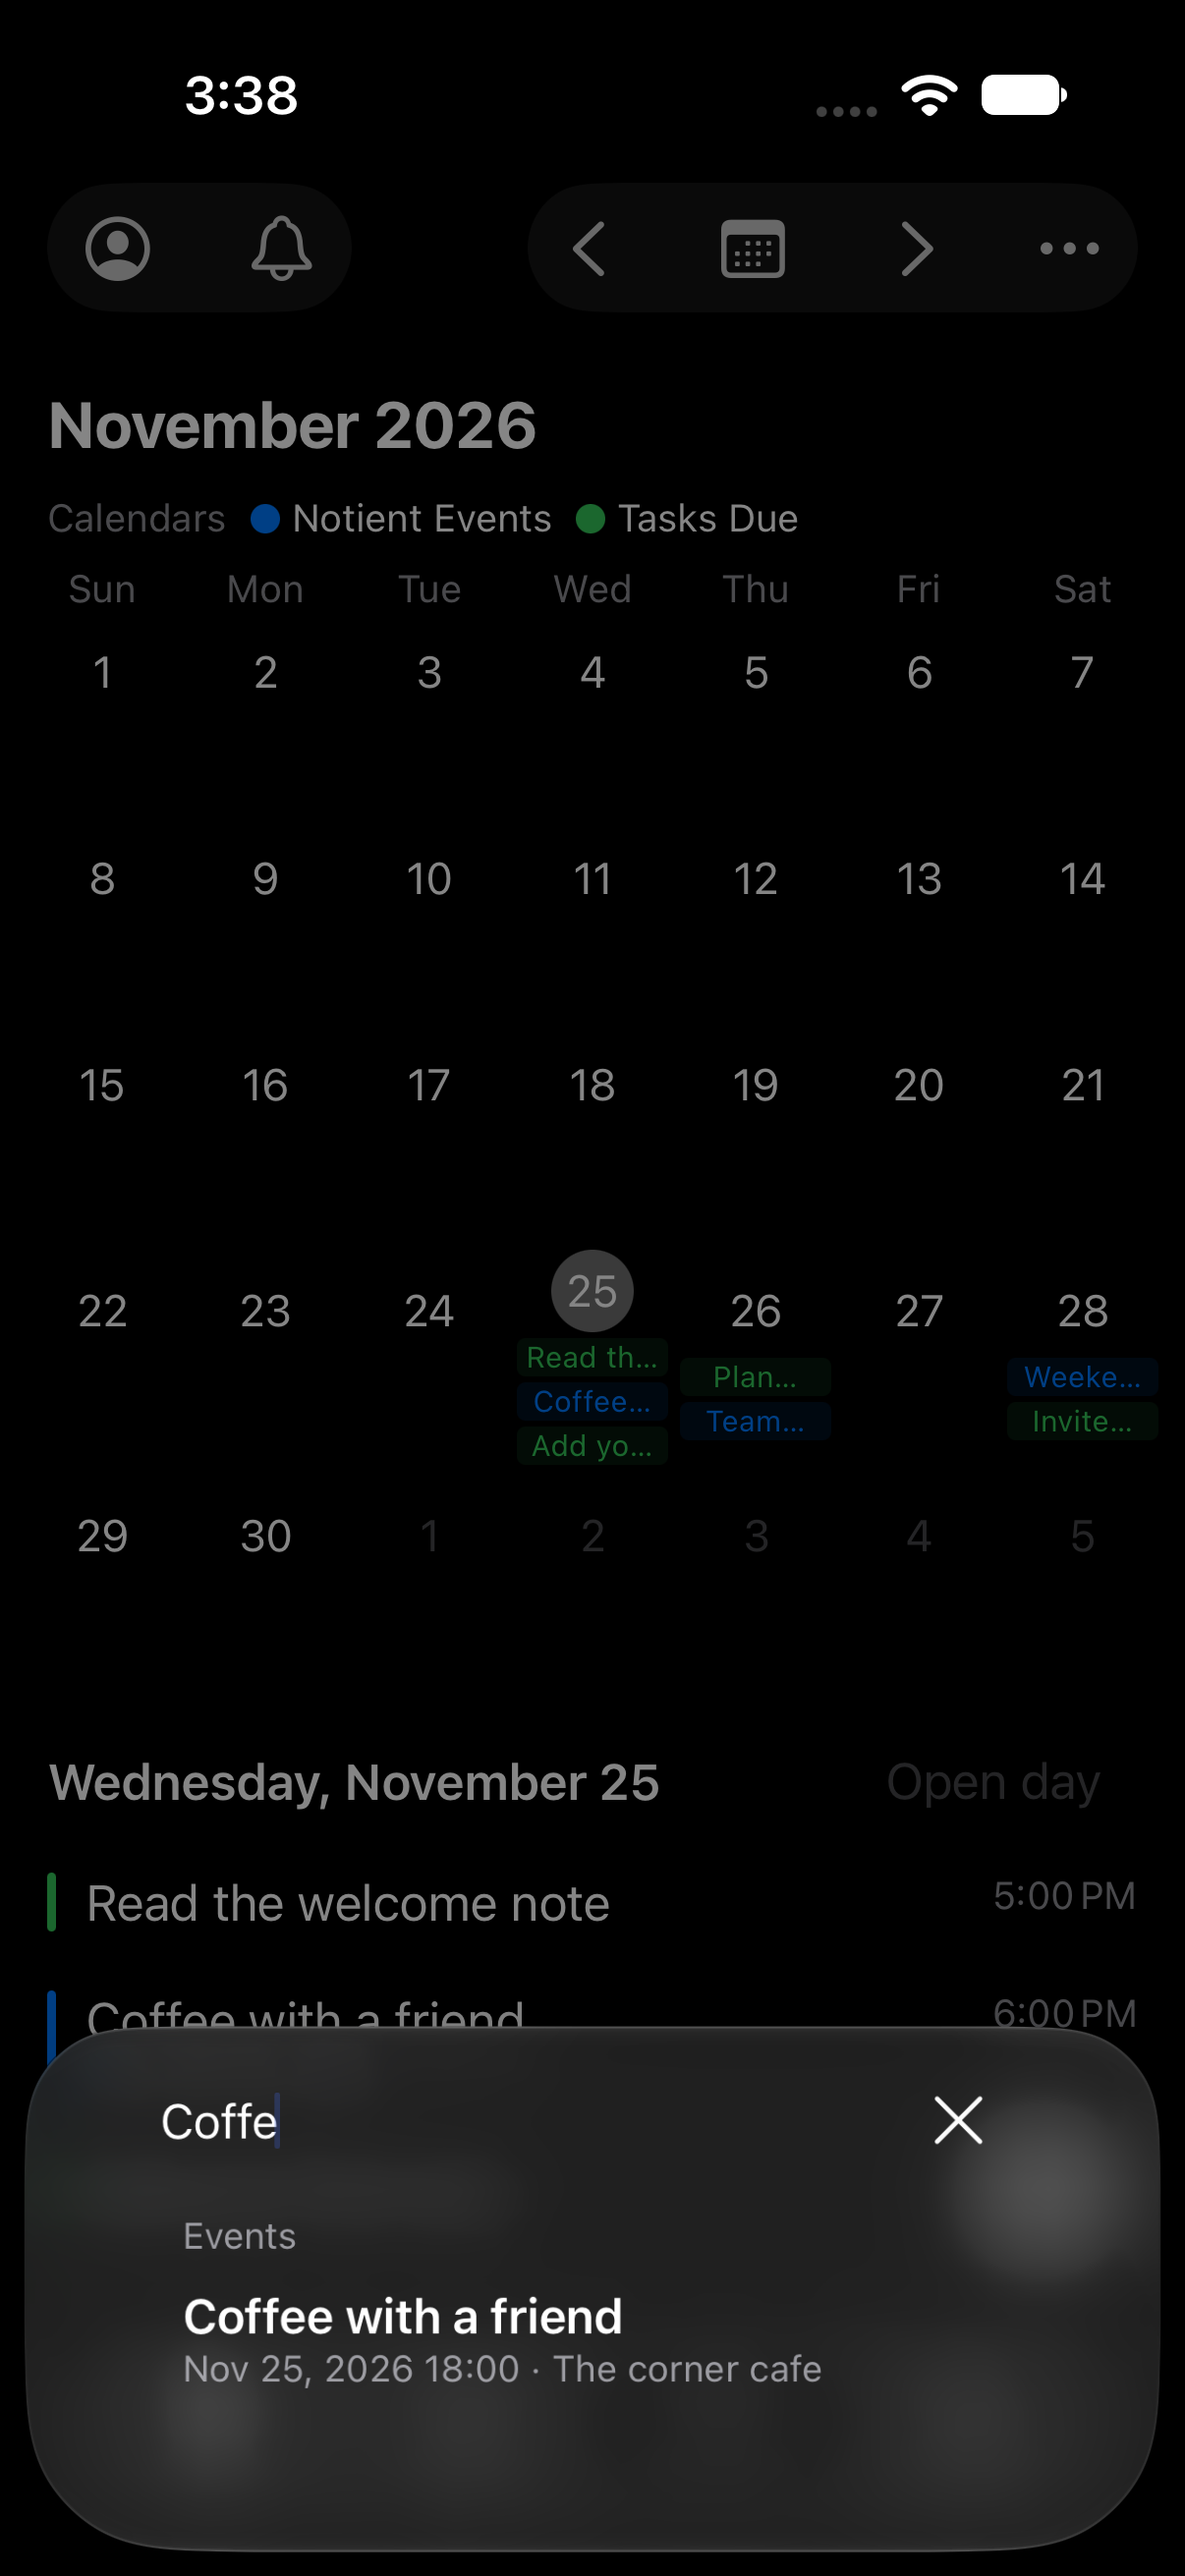 3:38
November 2026
Calendars Notient Events Tasks Due
Sun Mon Tue Wed Thu Fri Sat
1 2 3 4 5 6 7
8 9 10 11 12 13 14
15 16 17 18 19 20 21
22 23 24 25 26 27 28
Read th...
Coffee...
Add yo...
Plan...
Team...
Weeke...
Invite...
29 30 1 2 3 4 5
Wednesday, November 25 Open day
Read the welcome note 5:00 PM
Coffee with a friend 6:00 PM
Coffe
Events
Coffee with a friend
Nov 25, 2026 18:00 · The corner cafe